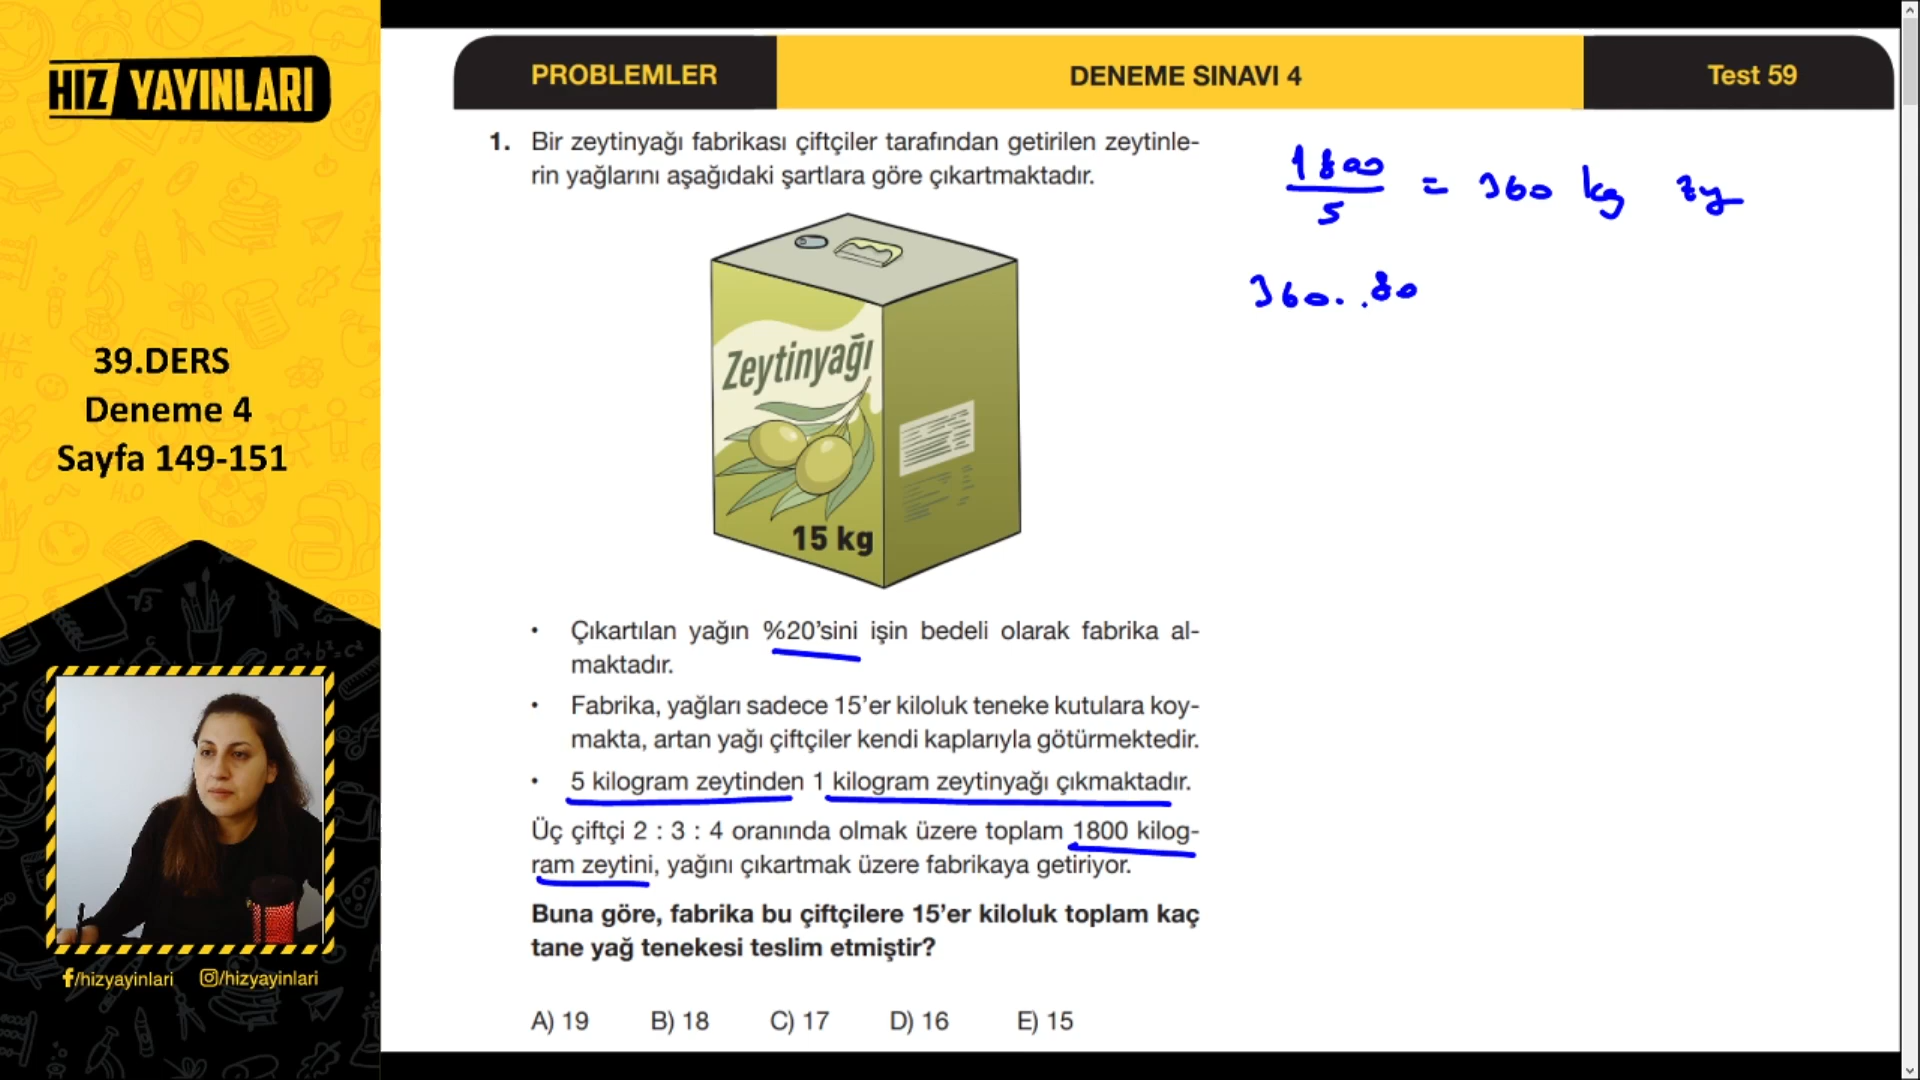 HIZ YAYINLARI
39.DERS
Deneme 4
Sayfa 149-151
/hizyayinlari /hizyayinlari
PROBLEMLER DENEME SINAVI 4 Test 59
1. Bir zeytinyağı fabrikası çiftçiler tarafından getirilen zeytinle-
rin yağlarını aşağıdaki şartlara göre çıkartmaktadır.
Zeytinyağı
15 kg
• Çıkartılan yağın %20'sini işin bedeli olarak fabrika al-
maktadır.
• Fabrika, yağları sadece 15'er kiloluk teneke kutulara koy-
makta, artan yağı çiftçiler kendi kaplarıyla götürmektedir.
• 5 kilogram zeytinden 1 kilogram zeytinyağı çıkmaktadır.
Üç çiftçi 2 : 3 : 4 oranında olmak üzere toplam 1800 kilog-
ram zeytini, yağını çıkartmak üzere fabrikaya getiriyor.
Buna göre, fabrika bu çiftçilere 15'er kiloluk toplam kaç
tane yağ tenekesi teslim etmiştir?
A) 19 B) 18 C) 17 D) 16 E) 15
1800
5
= 360 kg zy
360. .80